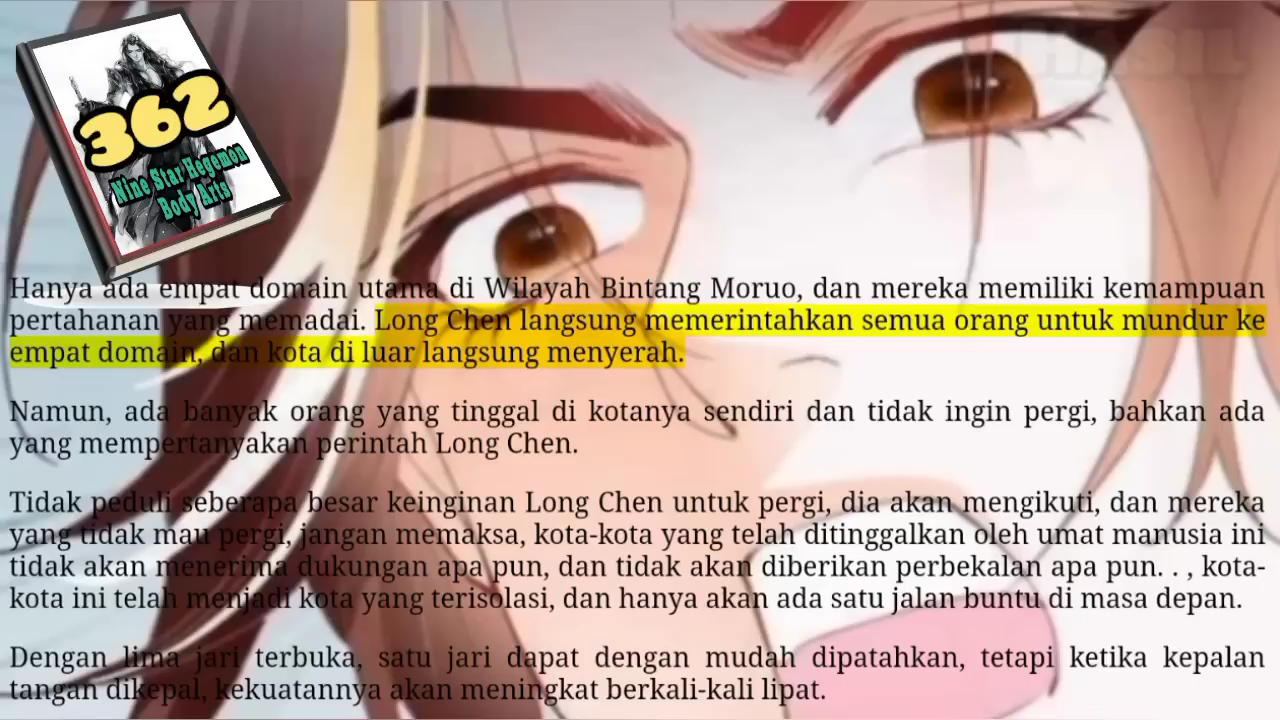 HASIL
362
Nine Star Hegemon
Body Arts
Hanya ada empat domain utama di Wilayah Bintang Moruo, dan mereka memiliki kemampuan
pertahanan yang memadai. Long Chen langsung memerintahkan semua orang untuk mundur ke
empat domain, dan kota di luar langsung menyerah.
Namun, ada banyak orang yang tinggal di kotanya sendiri dan tidak ingin pergi, bahkan ada
yang mempertanyakan perintah Long Chen.
Tidak peduli seberapa besar keinginan Long Chen untuk pergi, dia akan mengikuti, dan mereka
yang tidak mau pergi, jangan memaksa, kota-kota yang telah ditinggalkan oleh umat manusia ini
tidak akan menerima dukungan apa pun, dan tidak akan diberikan perbekalan apa pun. . , kota-
kota ini telah menjadi kota yang terisolasi, dan hanya akan ada satu jalan buntu di masa depan.
Dengan lima jari terbuka, satu jari dapat dengan mudah dipatahkan, tetapi ketika kepalan
tangan dikepal, kekuatannya akan meningkat berkali-kali lipat.